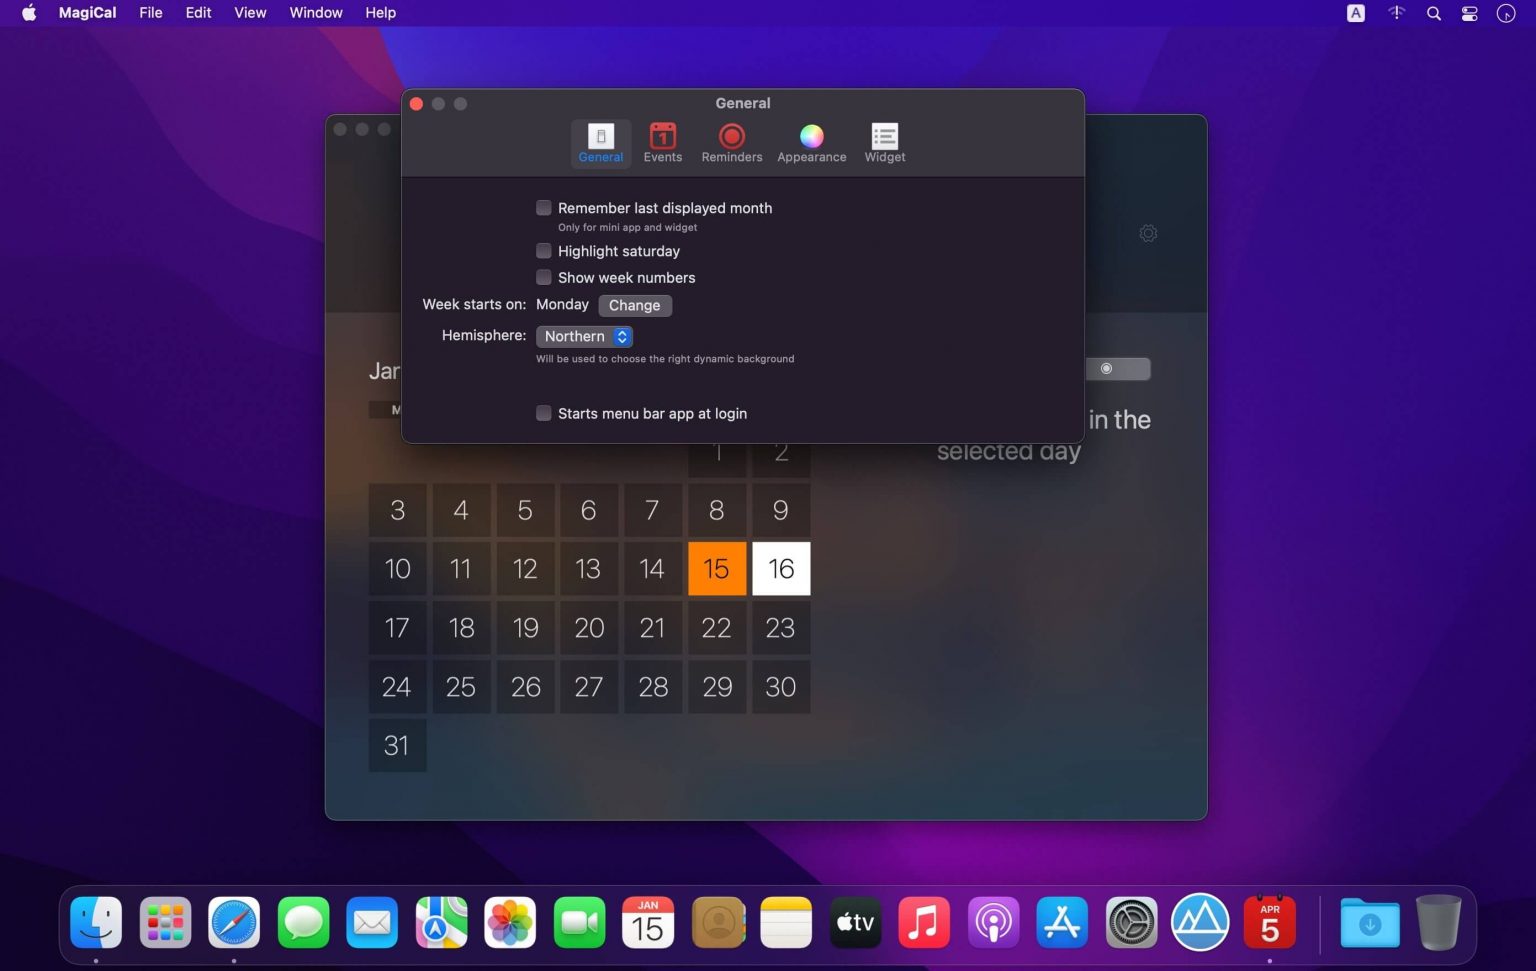 MagiCal File Edit View Window Help A
General
General Events Reminders Appearance Widget
Remember last displayed month
Only for mini app and widget
Highlight saturday
Show week numbers
Week starts on: Monday Change
Hemisphere: Northern
Will be used to choose the right dynamic background
Starts menu bar app at login
Jan
M
in the
selected day
1 2
3 4 5 6 7 8 9
10 11 12 13 14 15 16
17 18 19 20 21 22 23
24 25 26 27 28 29 30
31
1
JAN
15
tv
APR
5